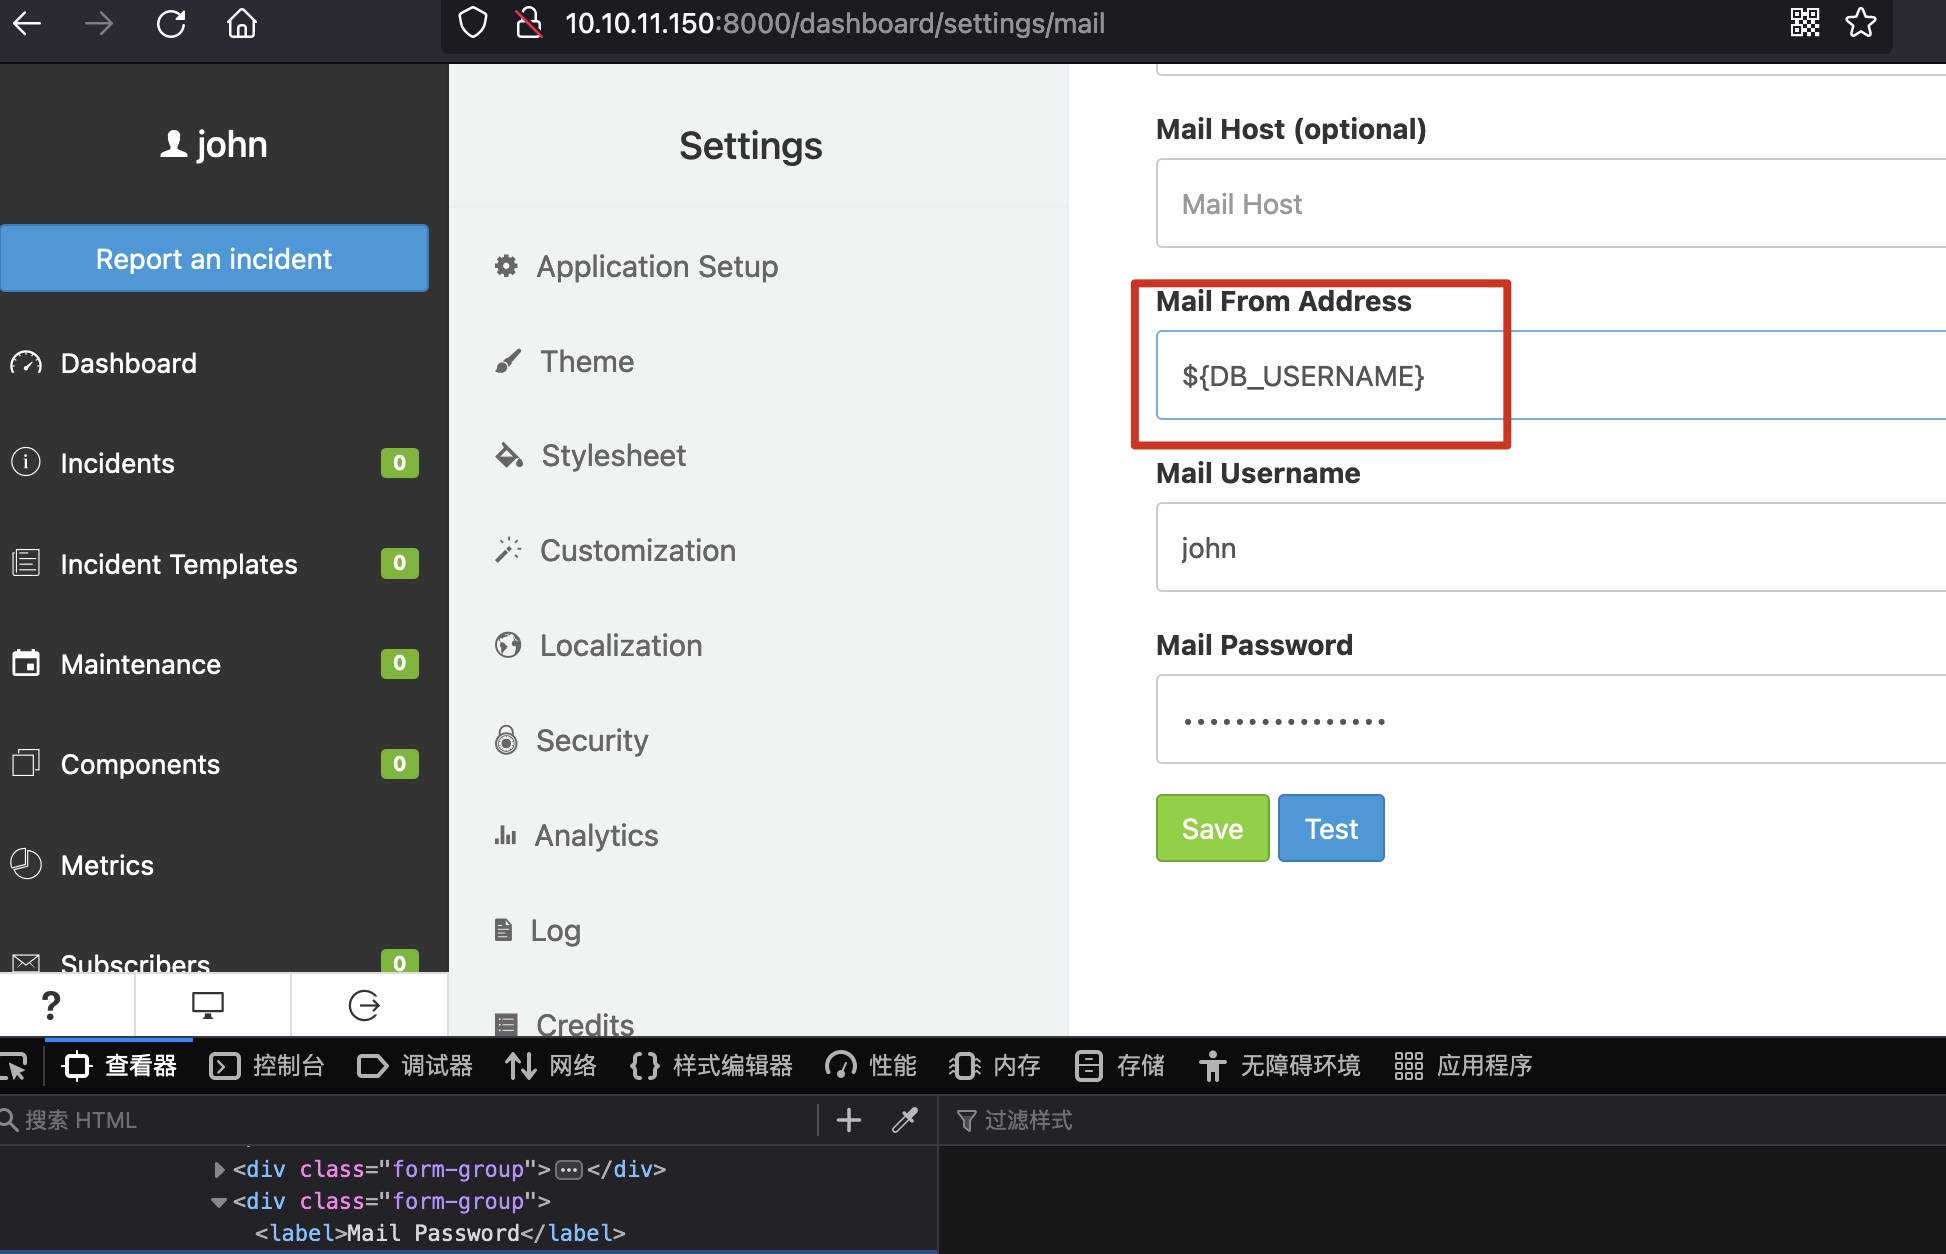 10.10.11.150:8000/dashboard/settings/mail
john
Report an incident
Dashboard
Incidents 0
Incident Templates 0
Maintenance 0
Components 0
Metrics
Subscribers 0
?
Settings
Application Setup
Theme
Stylesheet
Customization
Localization
Security
Analytics
Log
Credits
Mail Host (optional)
Mail Host
Mail From Address
${DB_USERNAME}
Mail Username
john
Mail Password
••••••••••••••••
Save Test
查看器 控制台 调试器 网络 样式编辑器 性能 内存 存储 无障碍环境 应用程序
搜索 HTML
过滤样式
<div class="form-group">…</div>
<div class="form-group">
<label>Mail Password</label>